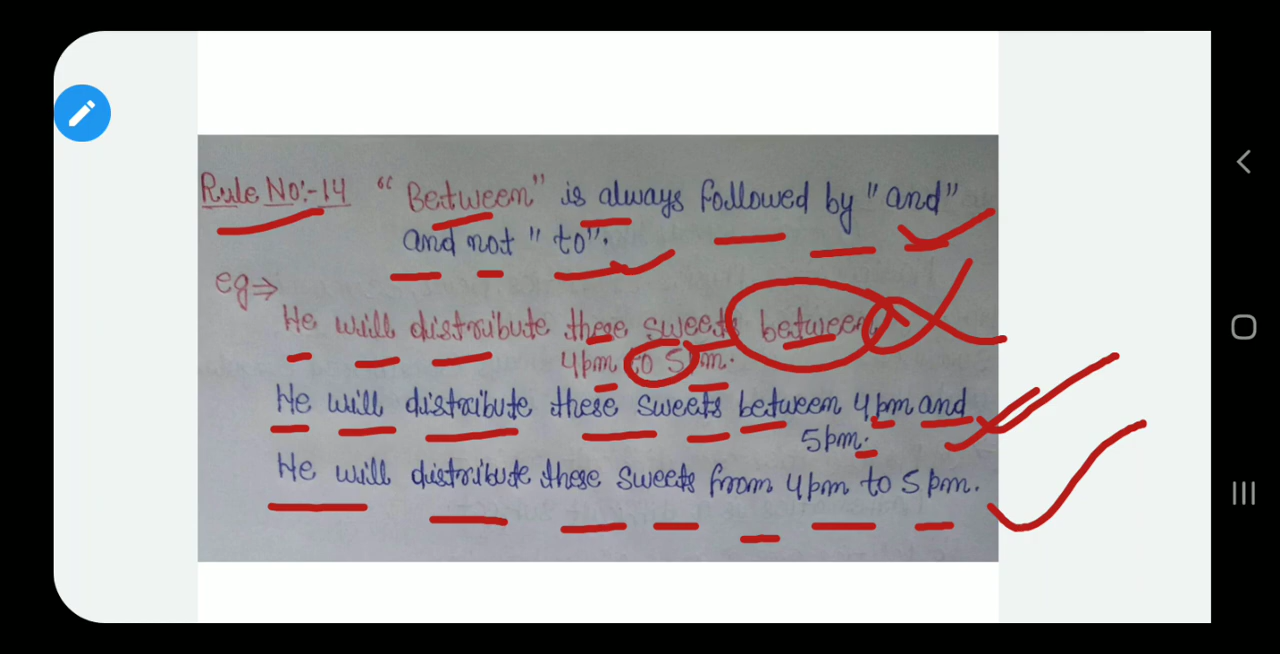 Rule No:-14 "Between" is always followed by "and"
and not "to".
eg⇒
He will distribute these sweets between
4pm to 5pm.
He will distribute these sweets between 4pm and
5pm.
He will distribute these sweets from 4pm to 5pm.